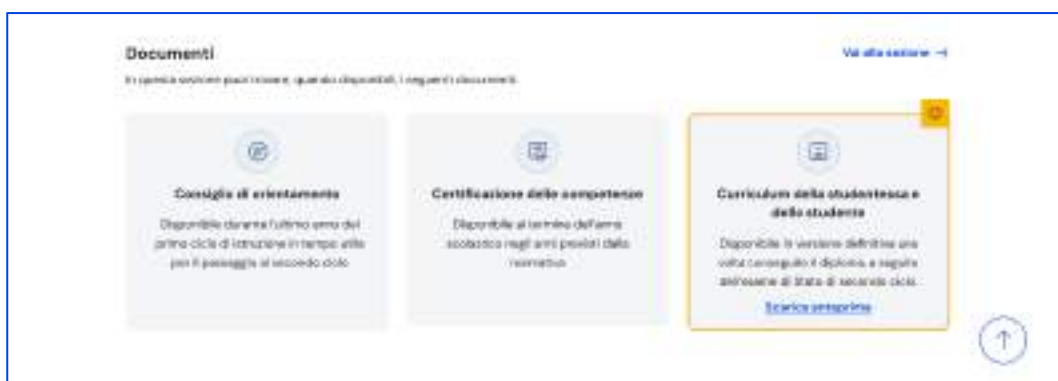 Documenti
Vai alla sezione →
In questa sezione puoi trovare, quando disponibili, i seguenti documenti.
Consiglio di orientamento
Disponibile durante l'ultimo anno del
primo ciclo di istruzione in tempo utile
per il passaggio al secondo ciclo
Certificazione delle competenze
Disponibile al termine dell'anno
scolastico negli anni previsti dalla
normativa
Curriculum della studentessa e
dello studente
Disponibile in versione definitiva una
volta conseguito il diploma, a seguito
dell'esame di Stato di secondo ciclo.
Scarica anteprima